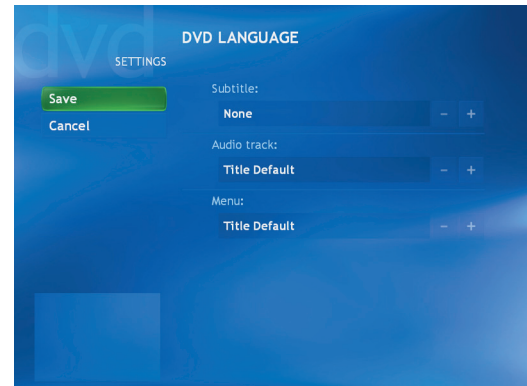 dvd
DVD LANGUAGE
SETTINGS
Save
Cancel
Subtitle:
None - +
Audio track:
Title Default - +
Menu:
Title Default - +